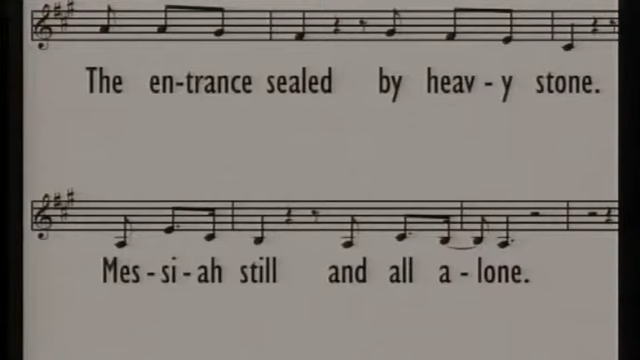 The en-trance sealed by heav-y stone.
Mes-si-ah still and all a-lone.